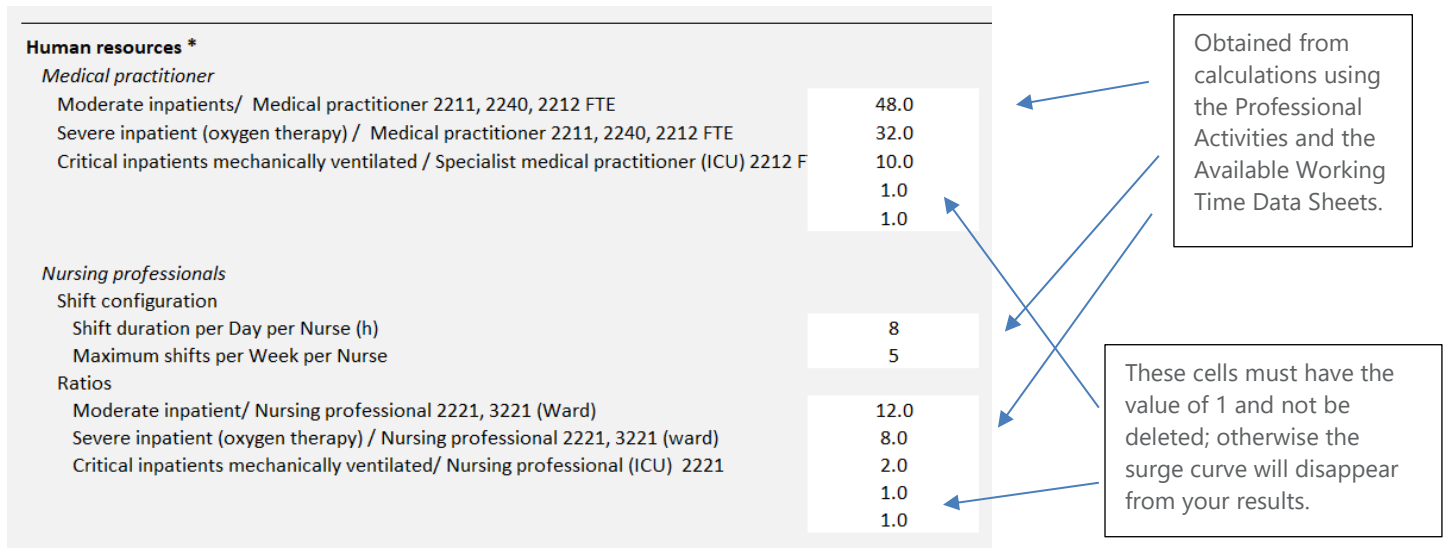 Human resources *
Medical practitioner
Moderate inpatients/ Medical practitioner 2211, 2240, 2212 FTE 48.0
Severe inpatient (oxygen therapy) / Medical practitioner 2211, 2240, 2212 FTE 32.0
Critical inpatients mechanically ventilated / Specialist medical practitioner (ICU) 2212 F 10.0
1.0
1.0
Nursing professionals
Shift configuration
Shift duration per Day per Nurse (h) 8
Maximum shifts per Week per Nurse 5
Ratios
Moderate inpatient/ Nursing professional 2221, 3221 (Ward) 12.0
Severe inpatient (oxygen therapy) / Nursing professional 2221, 3221 (ward) 8.0
Critical inpatients mechanically ventilated/ Nursing professional (ICU) 2221 2.0
1.0
1.0
Obtained from
calculations using
the Professional
Activities and the
Available Working
Time Data Sheets.
These cells must have the
value of 1 and not be
deleted; otherwise the
surge curve will disappear
from your results.